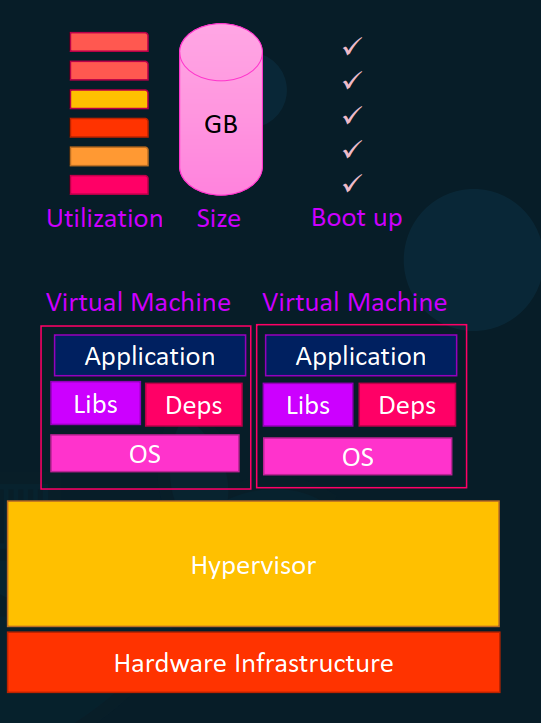 GB
Utilization Size Boot up
Virtual Machine Virtual Machine
Application Application
Libs Deps Libs Deps
OS OS
Hypervisor
Hardware Infrastructure